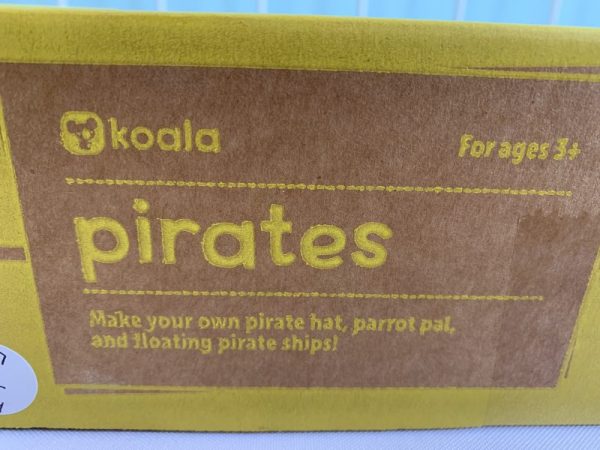 koala
For ages 3+
pirates
Make your own pirate hat, parrot pal,
and floating pirate ships!